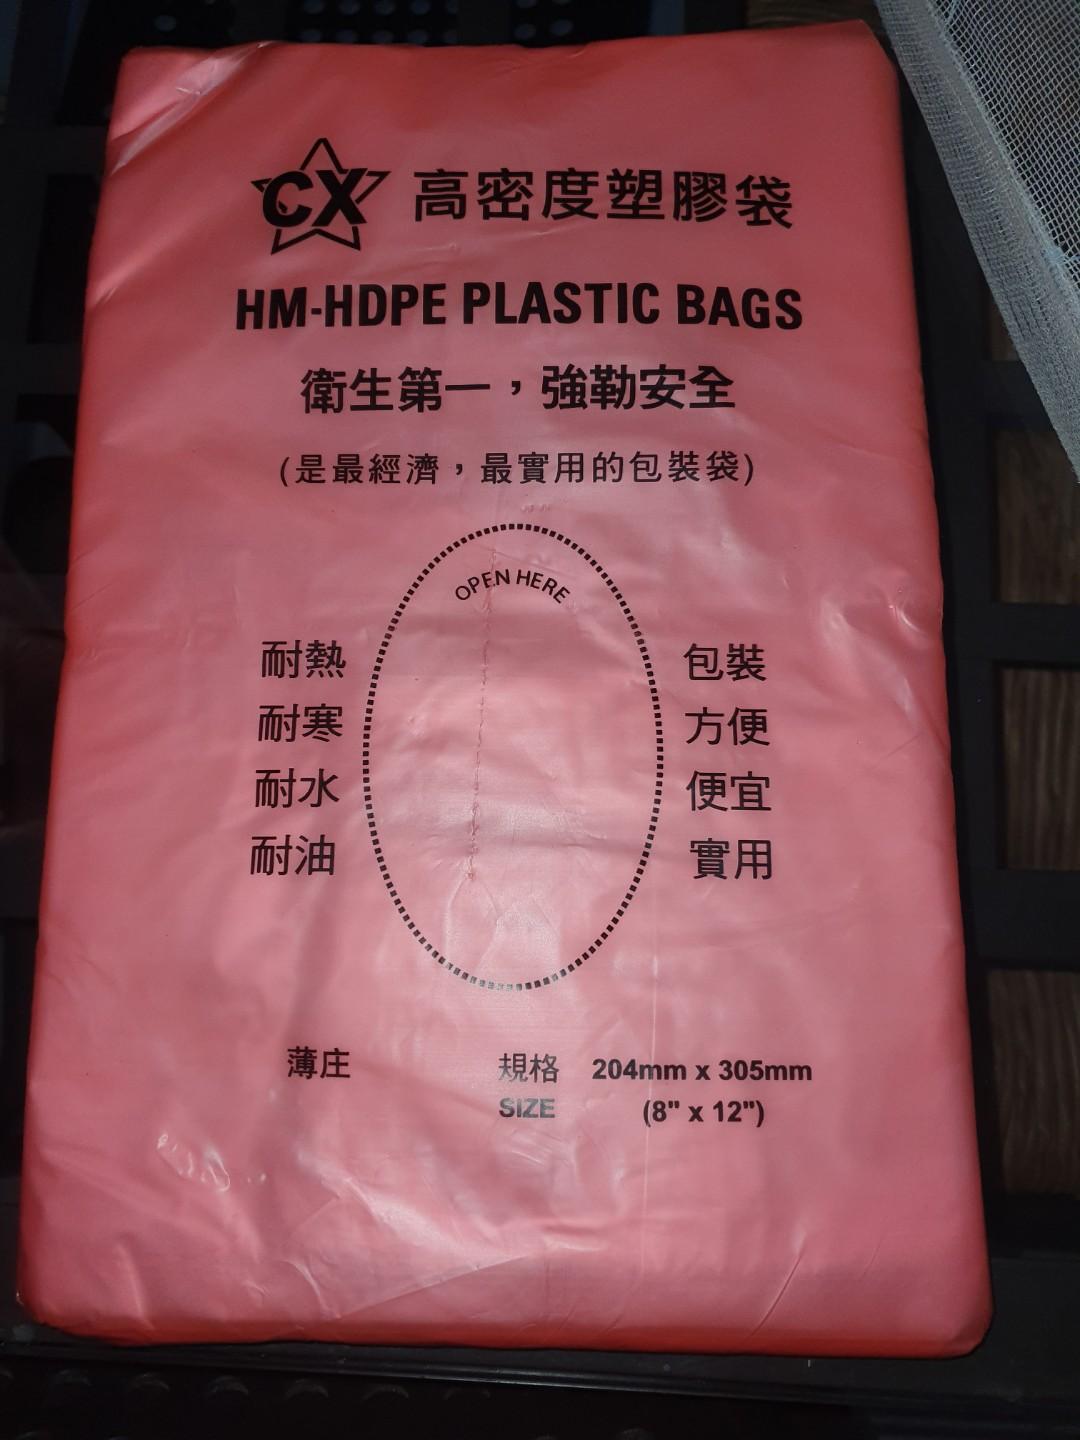 CX 高密度塑膠袋
HM-HDPE PLASTIC BAGS
衛生第一，強勒安全
(是最經濟，最實用的包裝袋)
OPEN HERE
耐熱 包裝
耐寒 方便
耐水 便宜
耐油 實用
薄庄 規格 204mm x 305mm
SIZE (8" x 12")